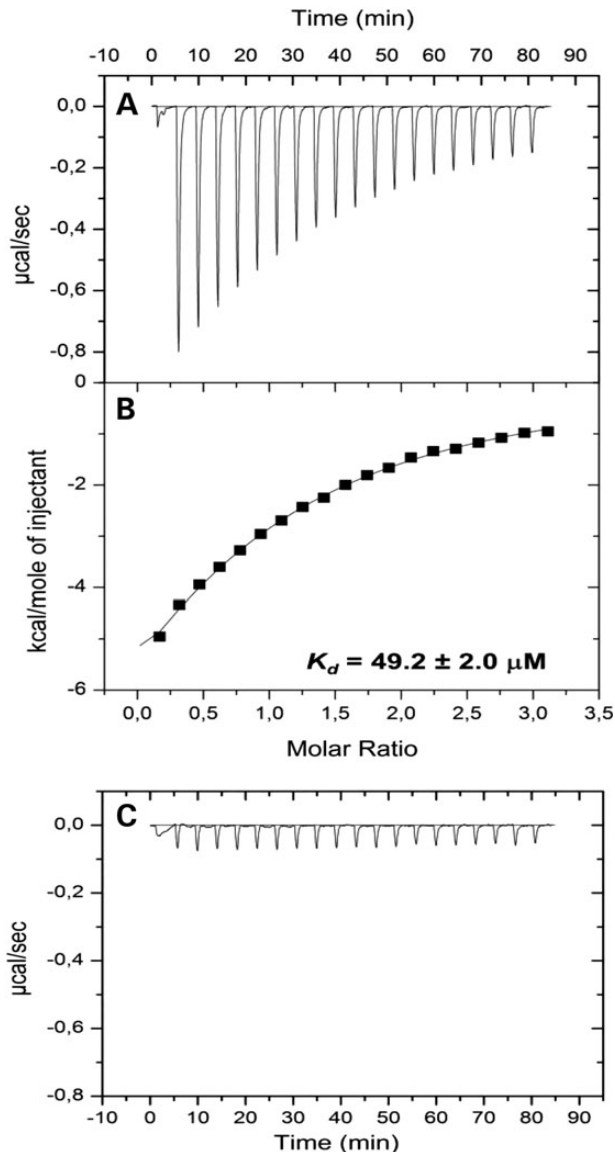 Time (min)
-10 0 10 20 30 40 50 60 70 80 90
A
0,0
-0,2
-0,4
-0,6
-0,8
µcal/sec
0
B
-2
-4
-6
kcal/mole of injectant
Kd = 49.2 ± 2.0 µM
0,0 0,5 1,0 1,5 2,0 2,5 3,0 3,5
Molar Ratio
C
0,0
-0,2
-0,4
-0,6
-0,8
µcal/sec
-10 0 10 20 30 40 50 60 70 80 90
Time (min)